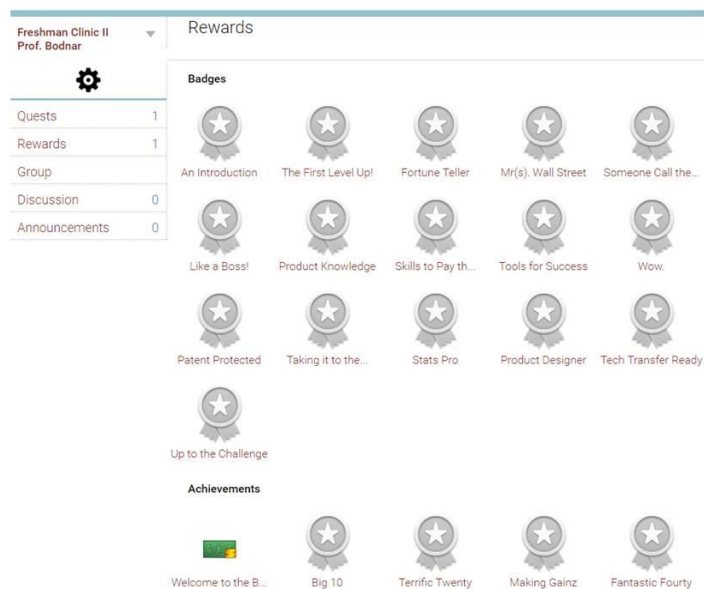 Freshman Clinic II
Prof. Bodnar
Rewards
Quests 1
Rewards 1
Group
Discussion 0
Announcements 0
Badges
An Introduction The First Level Up! Fortune Teller Mr(s). Wall Street Someone Call the...
Like a Boss! Product Knowledge Skills to Pay th... Tools for Success Wow.
Patent Protected Taking it to the... Stats Pro Product Designer Tech Transfer Ready
Up to the Challenge
Achievements
Welcome to the B... Big 10 Terrific Twenty Making Gainz Fantastic Fourty